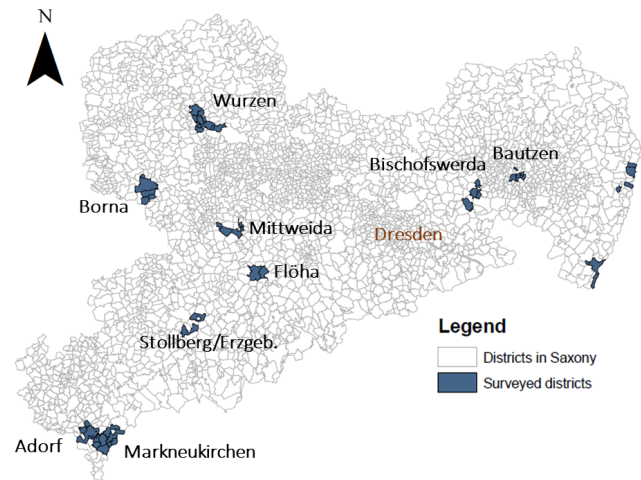 N
Wurzen
Bautzen
Bischofswerda
Borna
Mittweida
Dresden
Flöha
Legend
Districts in Saxony
Stollberg/Erzgeb.
Surveyed districts
Adorf
Markneukirchen